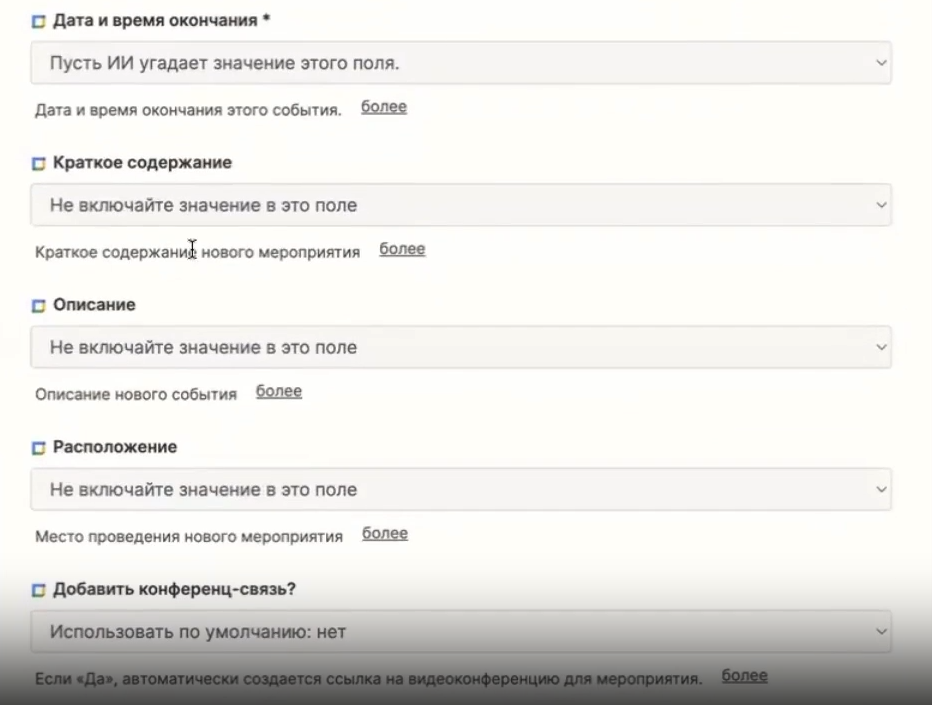 Дата и время окончания *
Пусть ИИ угадает значение этого поля.
Дата и время окончания этого события. более
Краткое содержание
Не включайте значение в это поле
Краткое содержание нового мероприятия более
Описание
Не включайте значение в это поле
Описание нового события более
Расположение
Не включайте значение в это поле
Место проведения нового мероприятия более
Добавить конференц-связь?
Использовать по умолчанию: нет
Если «Да», автоматически создается ссылка на видеоконференцию для мероприятия. более